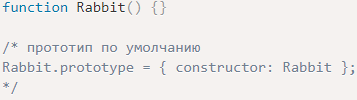 function Rabbit() {}
/* прототип по умолчанию
Rabbit.prototype = { constructor: Rabbit };
*/